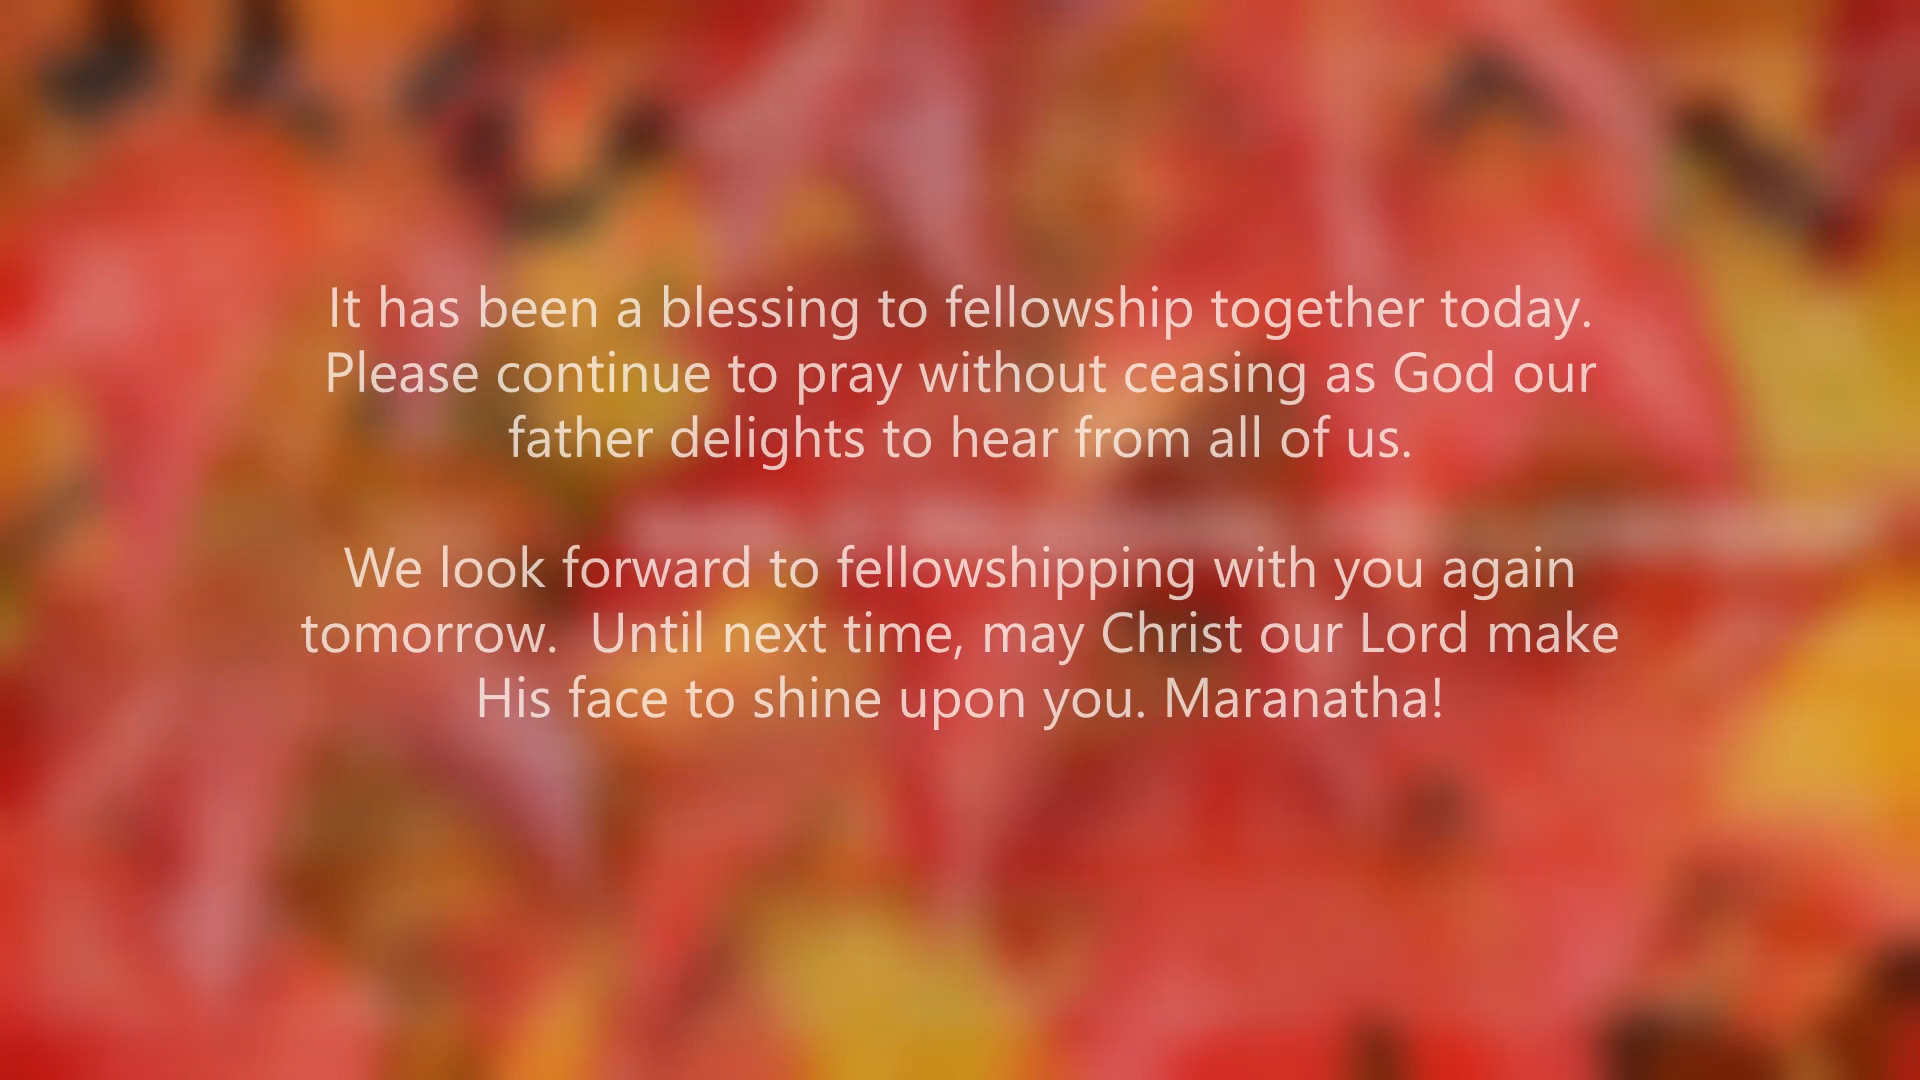 It has been a blessing to fellowship together today.
Please continue to pray without ceasing as God our
father delights to hear from all of us.
We look forward to fellowshipping with you again
tomorrow.  Until next time, may Christ our Lord make
His face to shine upon you. Maranatha!